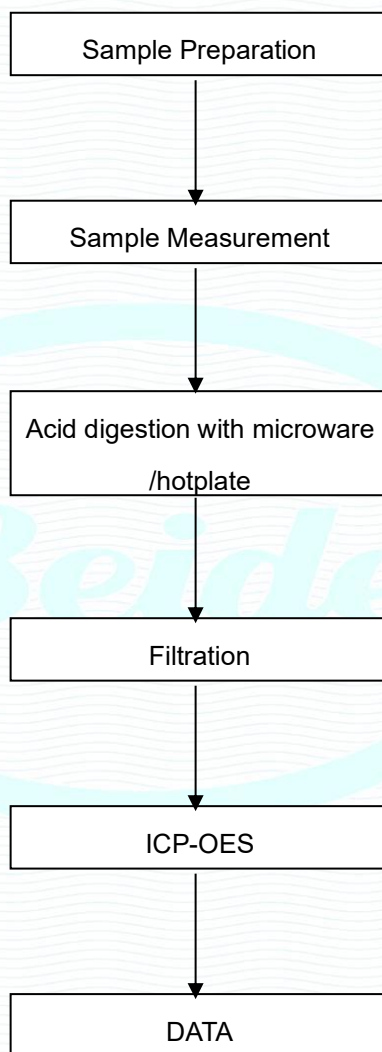 Sample Preparation
Sample Measurement
Acid digestion with microware
/hotplate
Filtration
ICP-OES
DATA